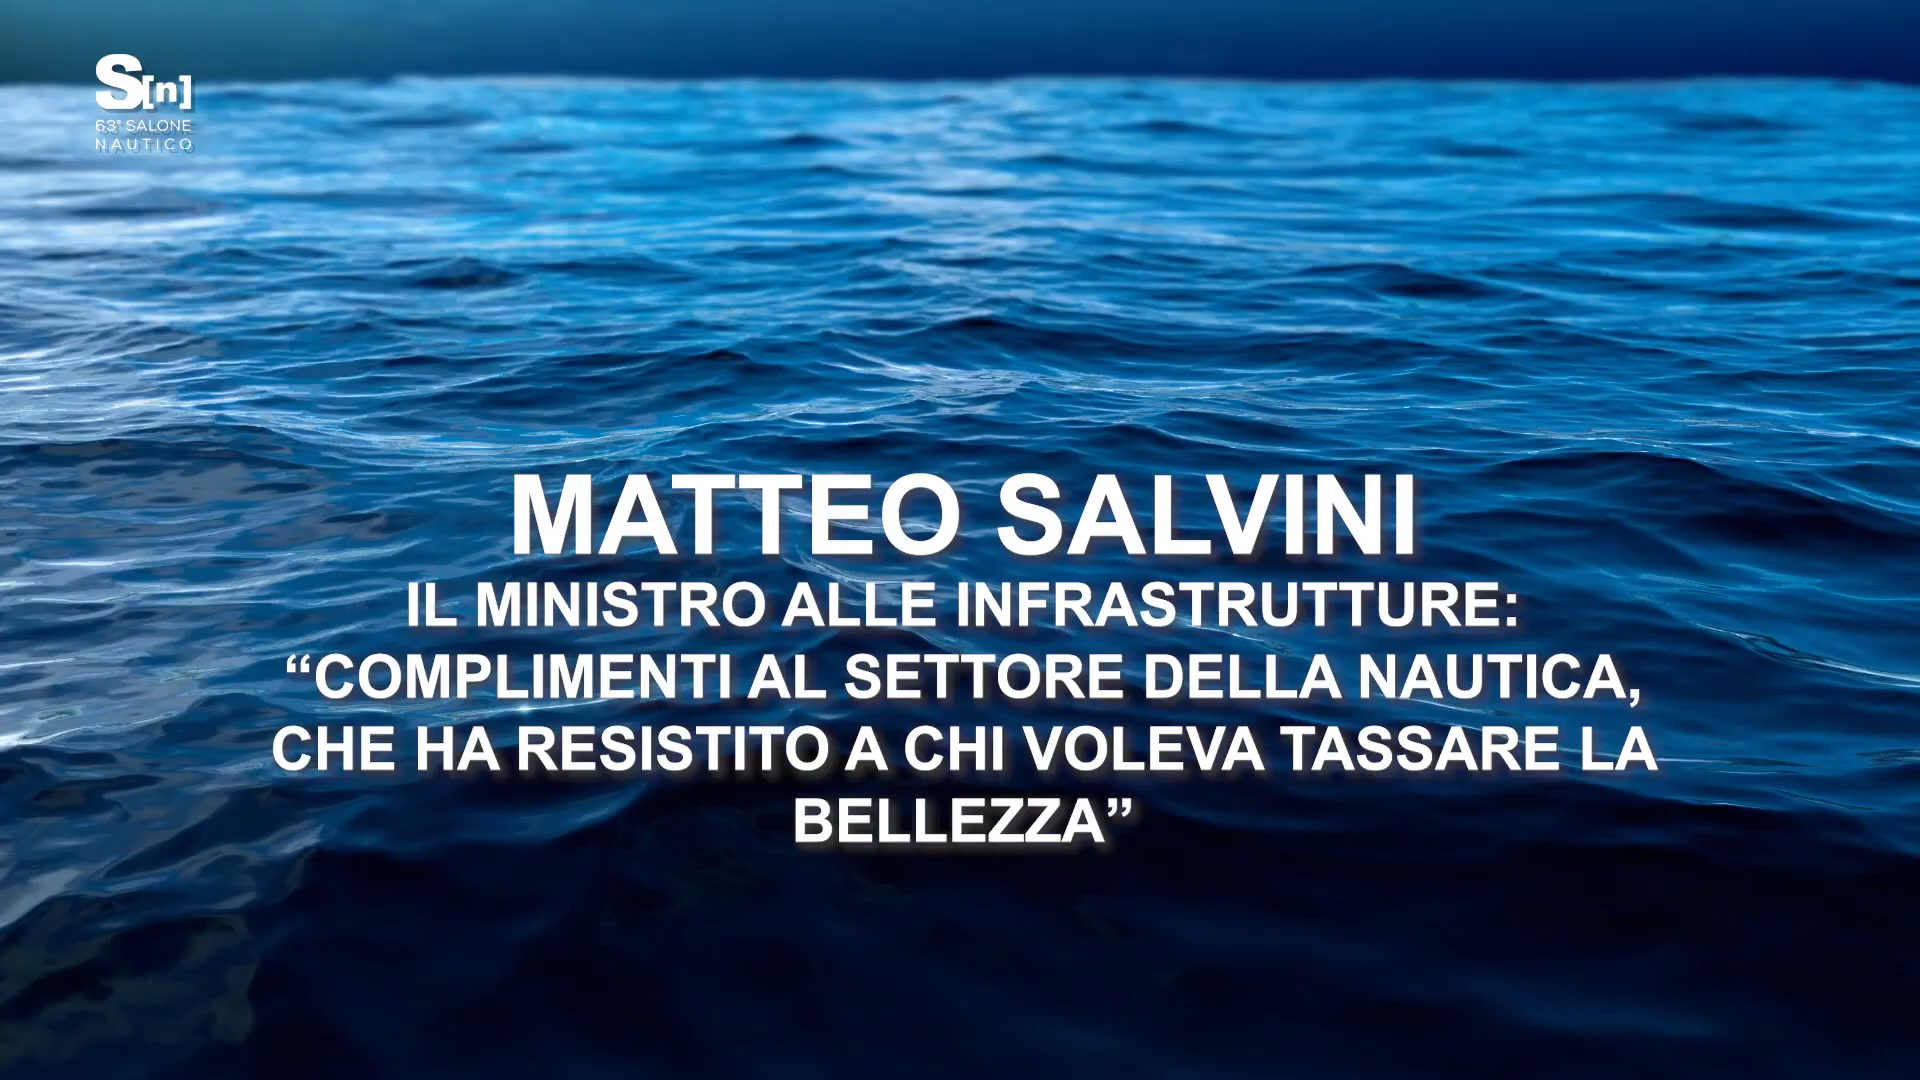 S[n]
63° SALONE
NAUTICO
MATTEO SALVINI
IL MINISTRO ALLE INFRASTRUTTURE:
“COMPLIMENTI AL SETTORE DELLA NAUTICA,
CHE HA RESISTITO A CHI VOLEVA TASSARE LA
BELLEZZA”